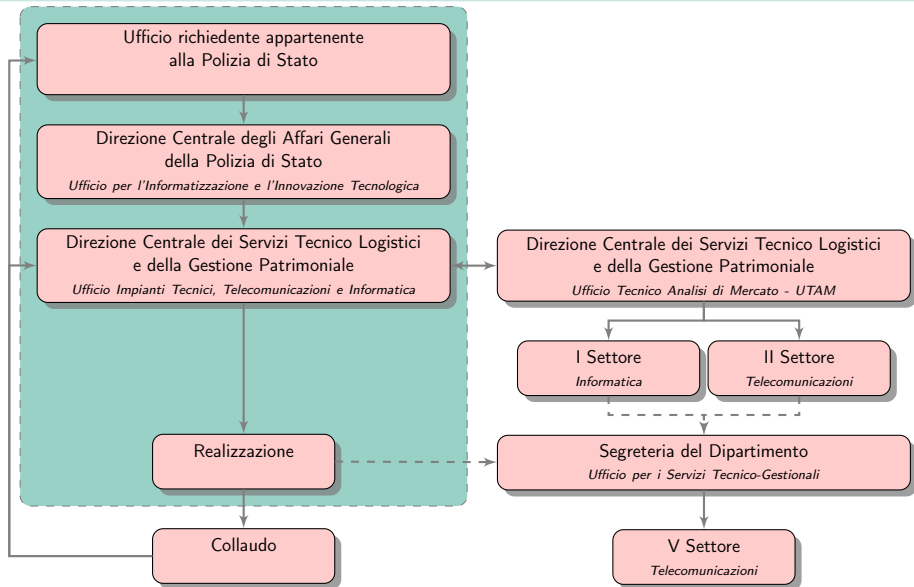 Ufficio richiedente appartenente
alla Polizia di Stato
Direzione Centrale degli Affari Generali
della Polizia di Stato
Ufficio per l'Informatizzazione e l'Innovazione Tecnologica
Direzione Centrale dei Servizi Tecnico Logistici
e della Gestione Patrimoniale
Ufficio Impianti Tecnici, Telecomunicazioni e Informatica
Direzione Centrale dei Servizi Tecnico Logistici
e della Gestione Patrimoniale
Ufficio Tecnico Analisi di Mercato - UTAM
I Settore
Informatica
II Settore
Telecomunicazioni
Realizzazione
Segreteria del Dipartimento
Ufficio per i Servizi Tecnico-Gestionali
Collaudo
V Settore
Telecomunicazioni